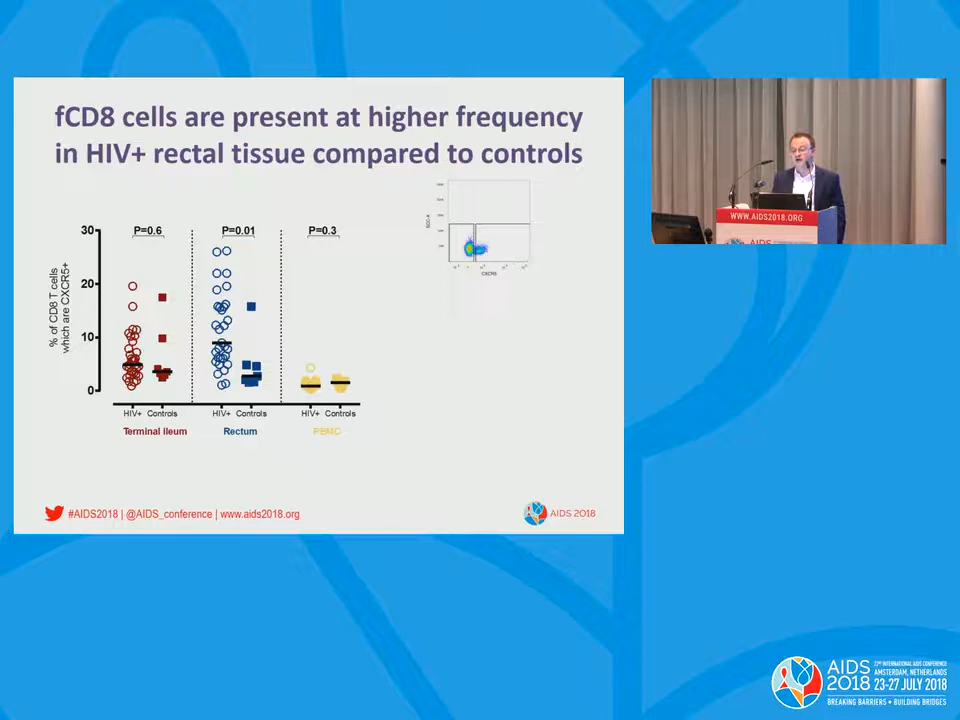 fCD8 cells are present at higher frequency
in HIV+ rectal tissue compared to controls
% of CD8 T cells
which are CXCR5+
30
20
10
0
P=0.6
P=0.01
P=0.3
HIV+ Controls
HIV+ Controls
HIV+ Controls
Terminal ileum
Rectum
PBMC
CXCR5
#AIDS2018 | @AIDS_conference | www.aids2018.org
AIDS 2018
WWW.AIDS2018.ORG
AIDS
AIDS
2018
22ND INTERNATIONAL AIDS CONFERENCE
AMSTERDAM, NETHERLANDS
23-27 JULY 2018
BREAKING BARRIERS • BUILDING BRIDGES